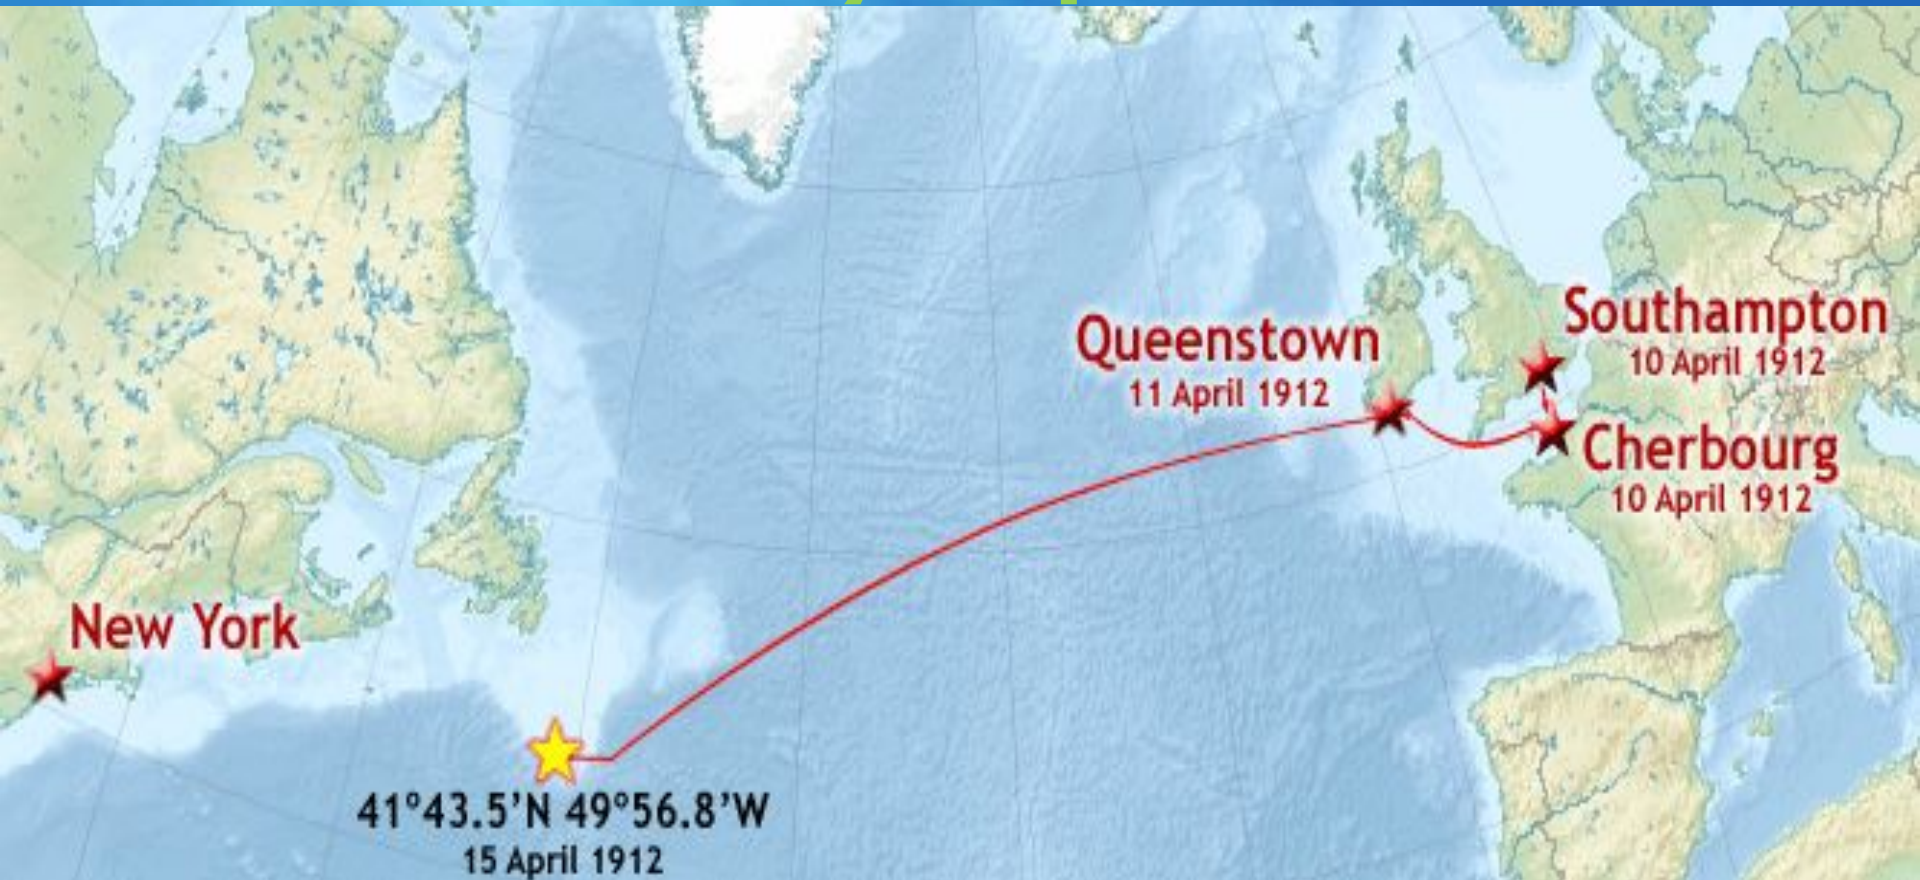 Southampton
10 April 1912
Queenstown
11 April 1912
Cherbourg
10 April 1912
New York
41°43.5’N 49°56.8’W
15 April 1912